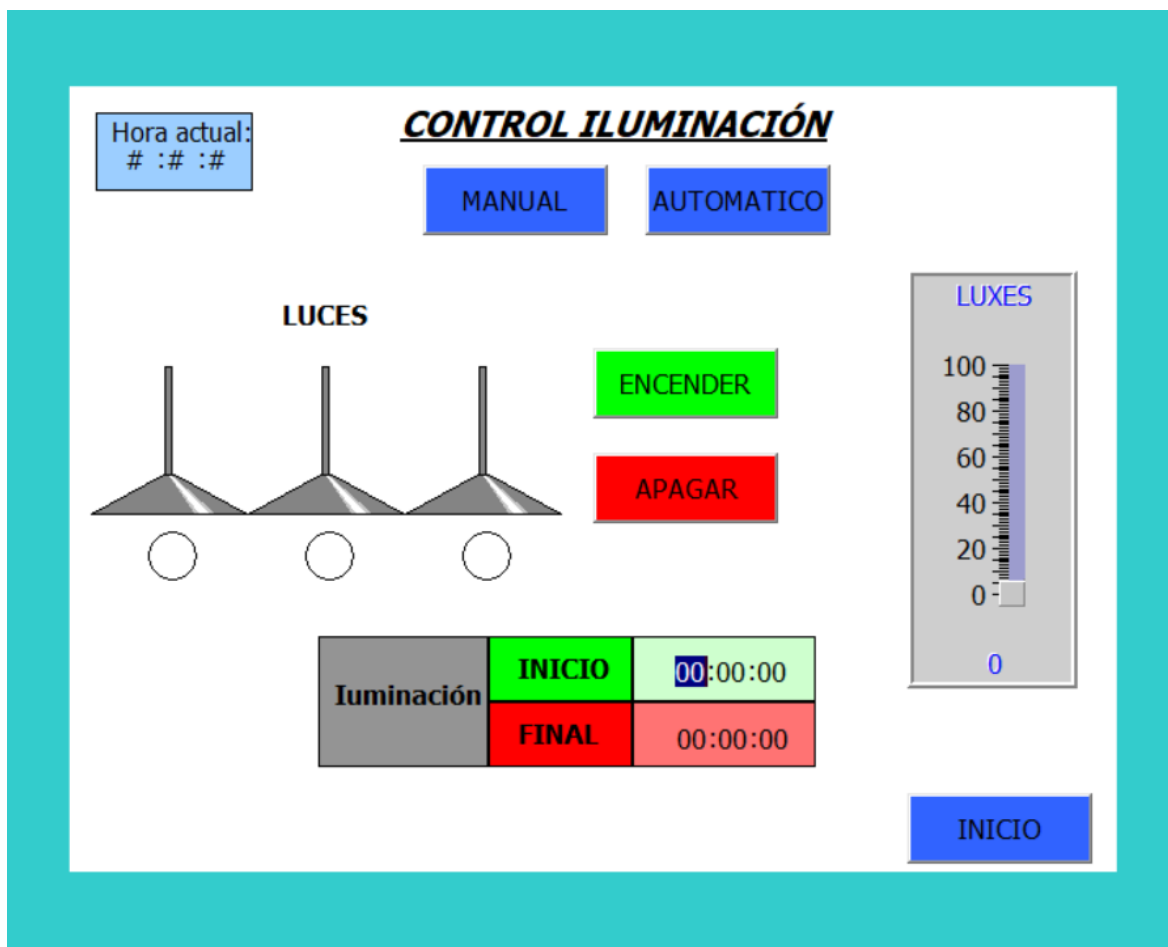 Hora actual:
# :# :#
CONTROL ILUMINACIÓN
MANUAL
AUTOMATICO
LUCES
LUXES
ENCENDER
APAGAR
100
80
60
40
20
0
0
Iuminación
INICIO
00:00:00
FINAL
00:00:00
INICIO